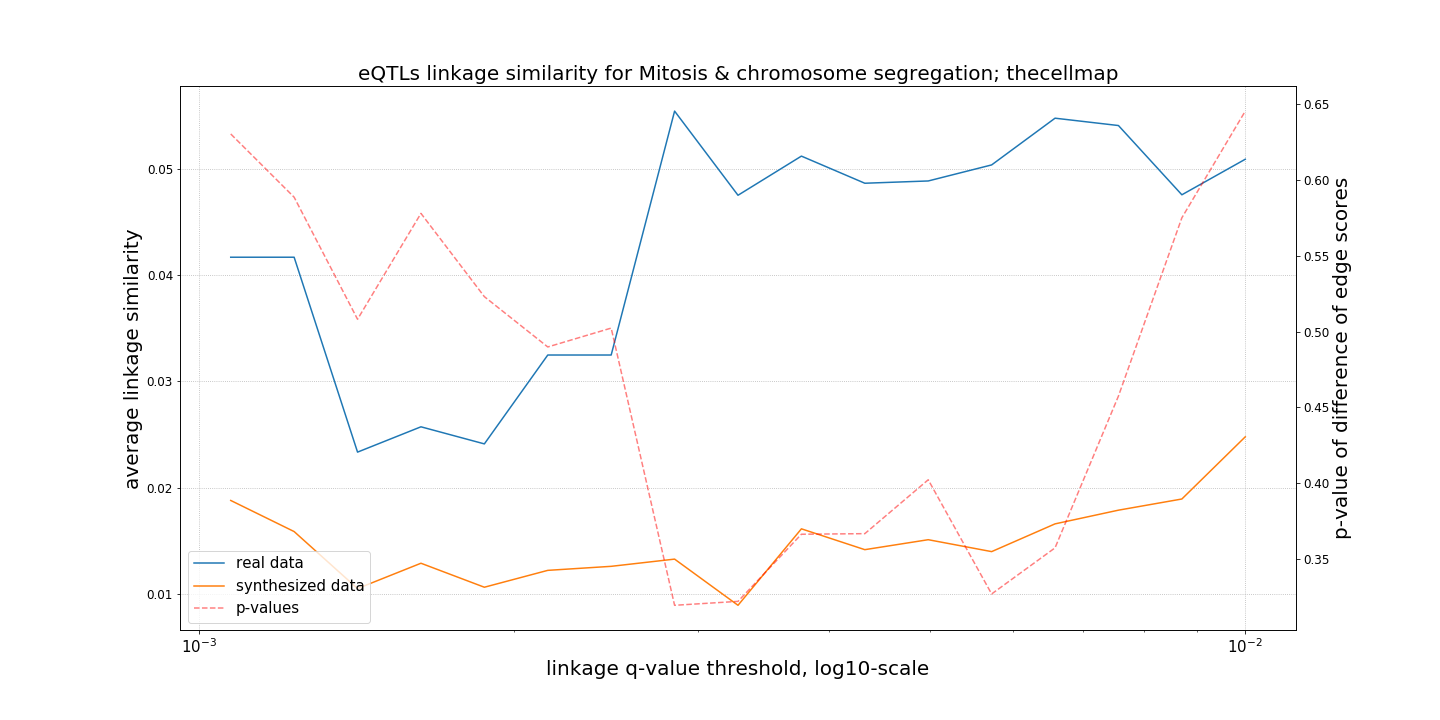 eQTLs linkage similarity for Mitosis & chromosome segregation; thecellmap
average linkage similarity
0.05
0.04
0.03
0.02
0.01
0.65
0.60
0.55
0.50
0.45
0.40
0.35
p-value of difference of edge scores
real data
synthesized data
p-values
10⁻³
10⁻²
linkage q-value threshold, log10-scale